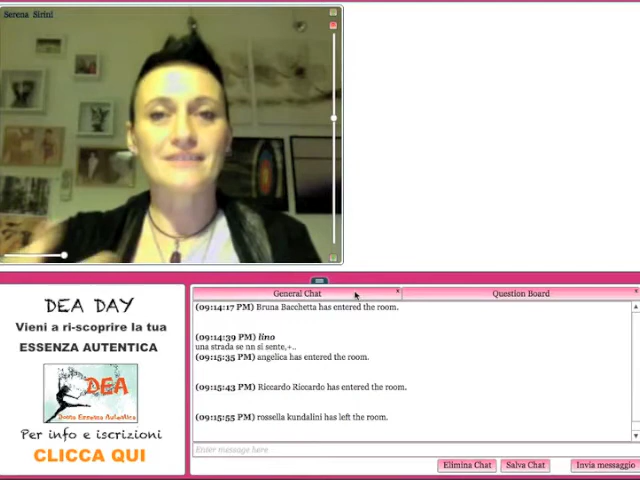 Serena Sirini
DEA DAY
Vieni a ri-scoprire la tua
ESSENZA AUTENTICA
DEA
Donna Essenza Autentica
Per info e iscrizioni
CLICCA QUI
General Chat
x
Question Board
x
(09:14:17 PM) Bruna Bacchetta has entered the room.
(09:14:39 PM) lino
una strada se nn si sente,+..
(09:15:35 PM) angelica has entered the room.
(09:15:43 PM) Riccardo Riccardo has entered the room.
(09:15:55 PM) rossella kundalini has left the room.
Enter message here
Elimina Chat
Salva Chat
Invia messaggio